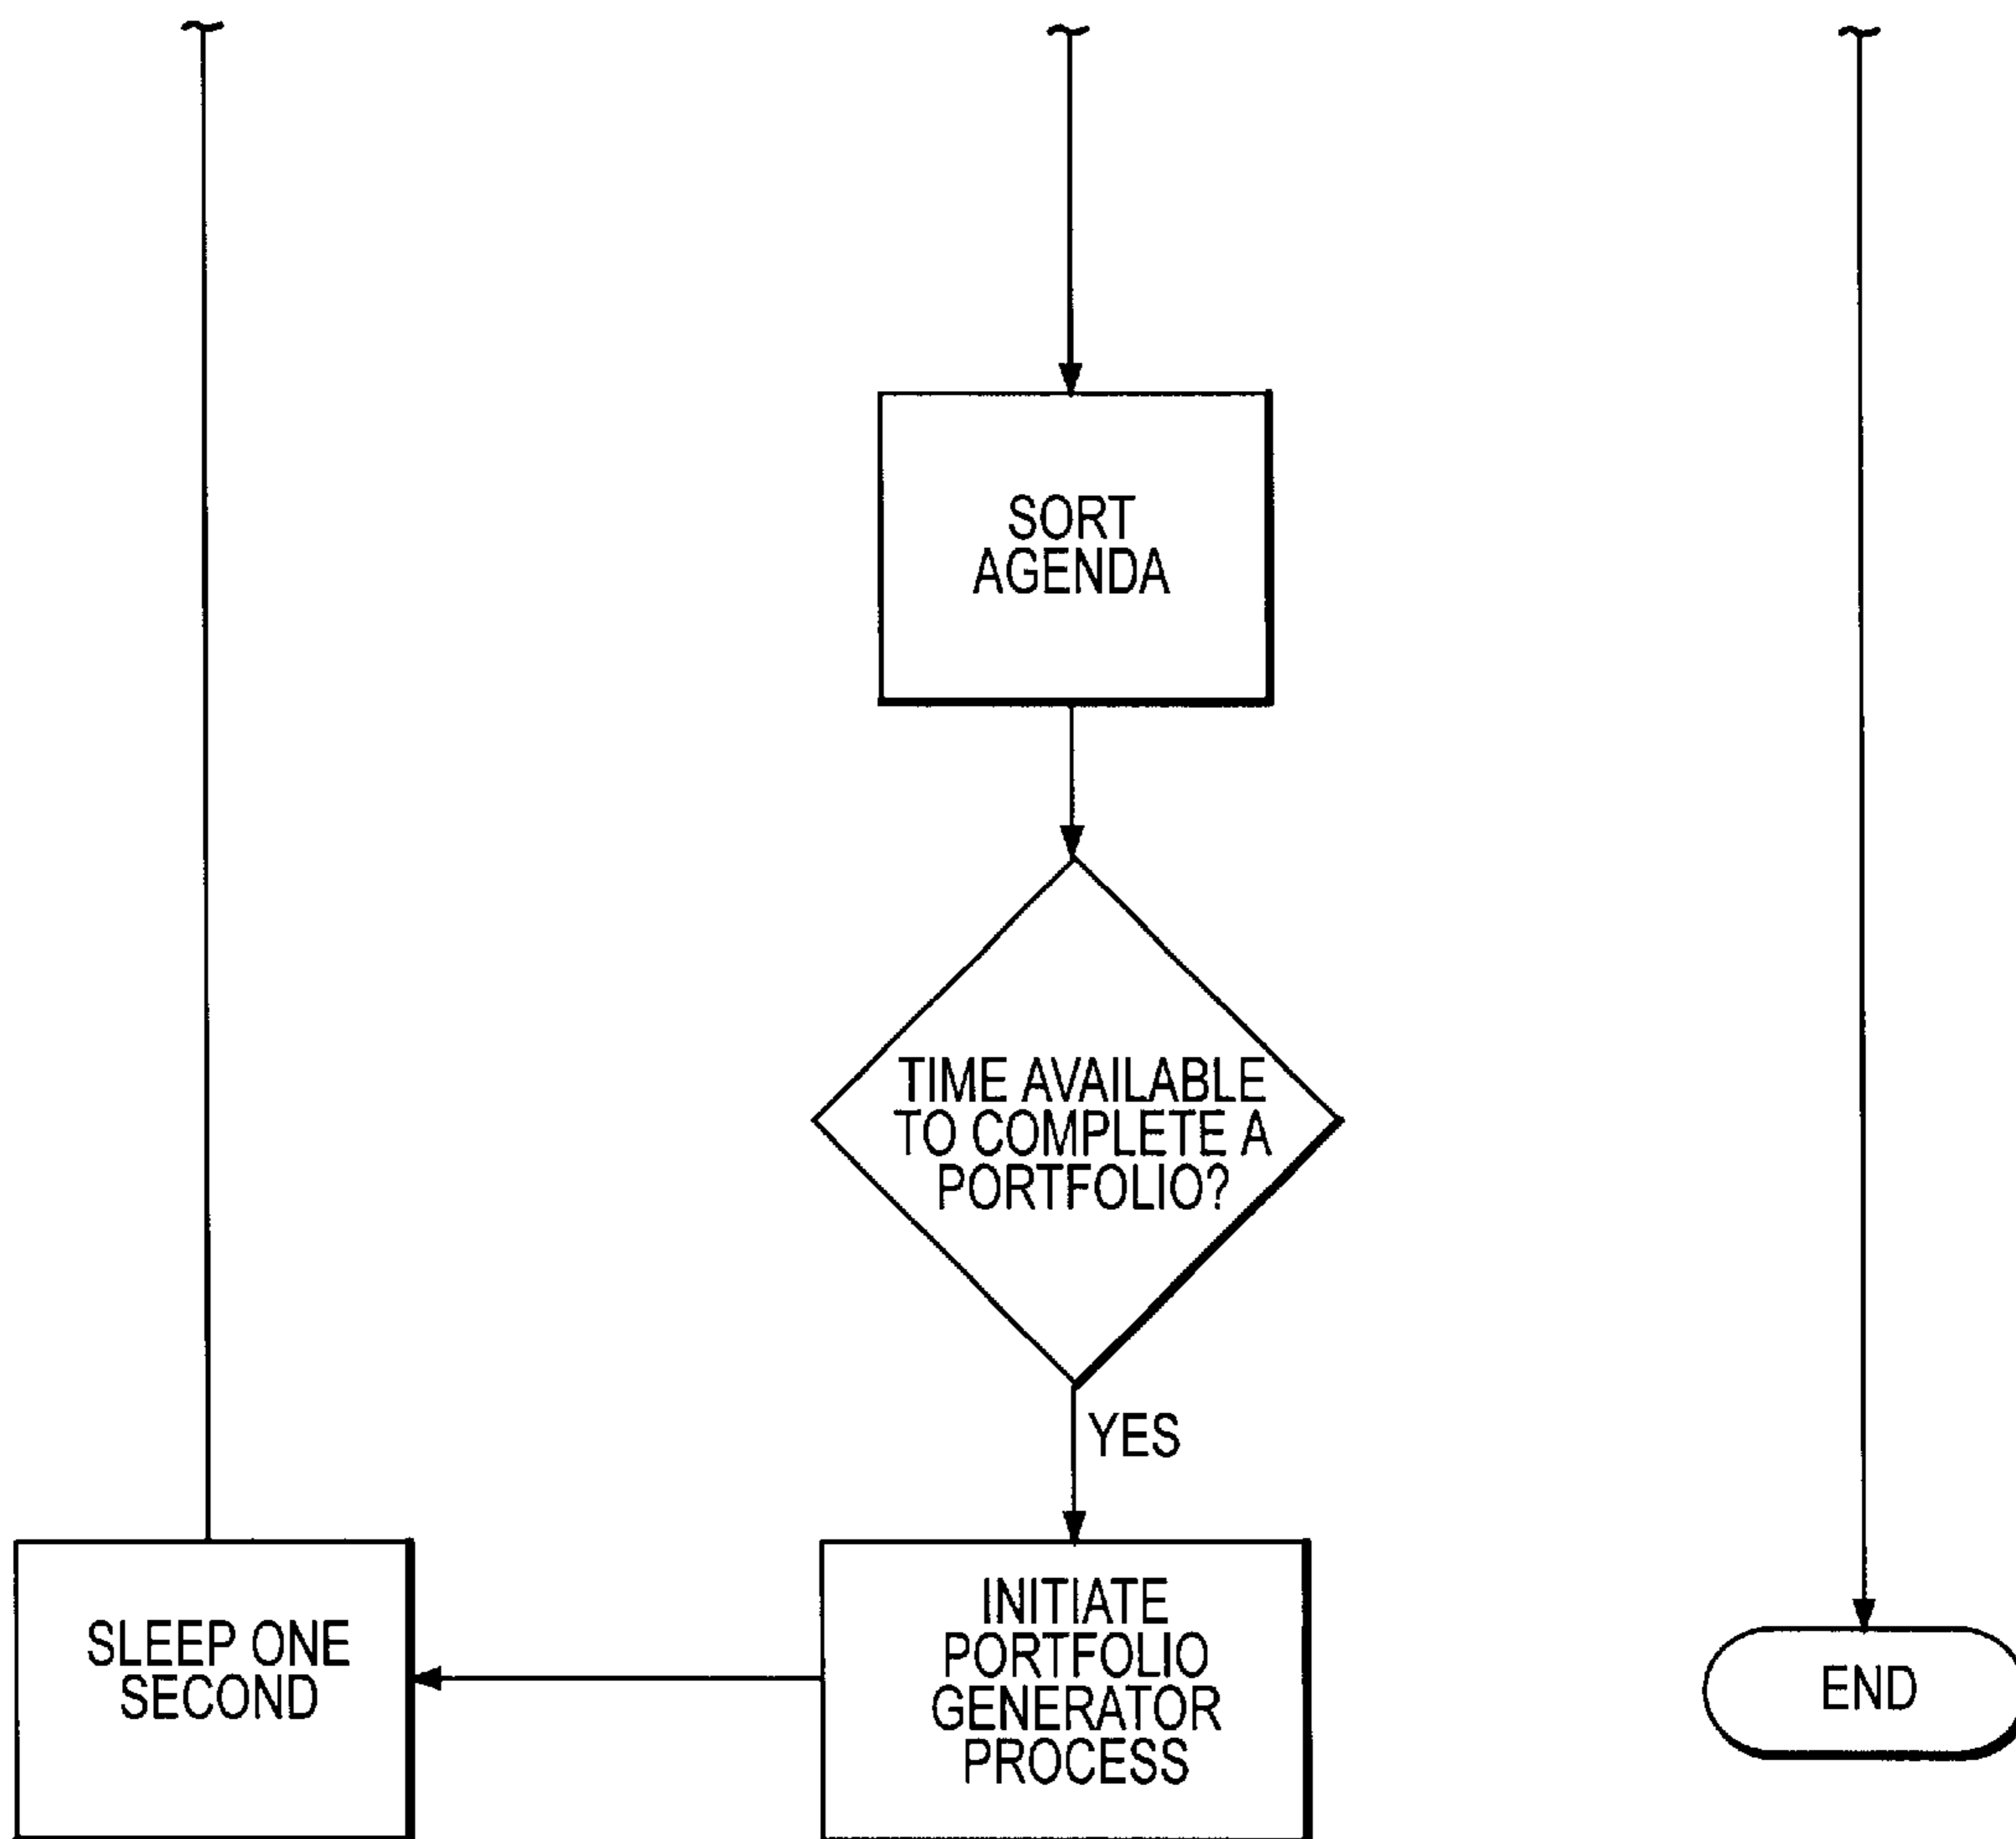 SORT
AGENDA
TIME AVAILABLE
TO COMPLETE A
PORTFOLIO?
YES
SLEEP ONE
SECOND
INITIATE
PORTFOLIO
GENERATOR
PROCESS
END